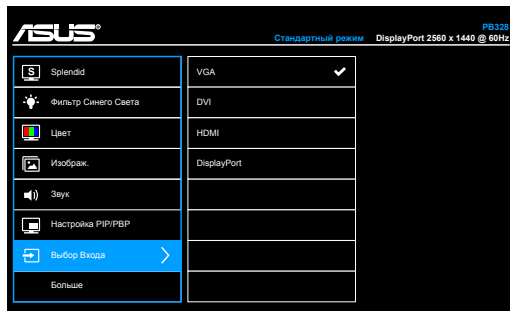 ASUS
PB328
Стандартный режим DisplayPort 2560 x 1440 @ 60Hz
S Splendid
Фильтр Синего Света
Цвет
Изображ.
Звук
Настройка PIP/PBP
Выбор Входа
Больше
VGA
DVI
HDMI
DisplayPort